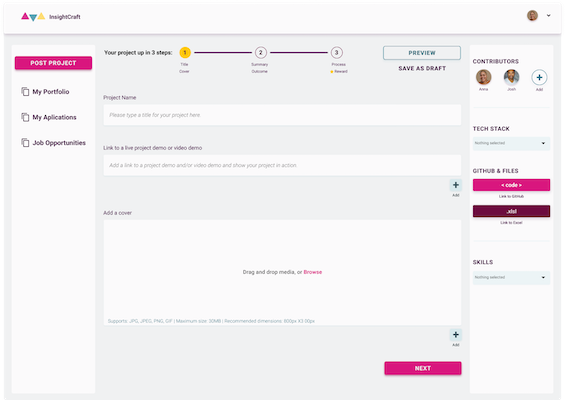 InsightCraft
POST PROJECT
My Portfolio
My Aplications
Job Opportunities
Your project up in 3 steps:
1
2
3
Title
Cover
Summary
Outcome
Process
Reward
PREVIEW
SAVE AS DRAFT
Project Name
Please type a title for your project here
Link to a live project demo or video demo
Add a link to a project demo and/or video demo and show your project in action.
+
Add
Add a cover
Drag and drop media, or Browse
Supports: JPG, JPEG, PNG, GIF | Maximum size: 20MB | Recommended dimensions: 800px X3 00px
+
Add
NEXT
CONTRIBUTORS
+
Anna
Josh
Add
TECH STACK
Nothing selected
GITHUB & FILES
< code >
Link to GitHub
Link to Excel
SKILLS
Nothing selected